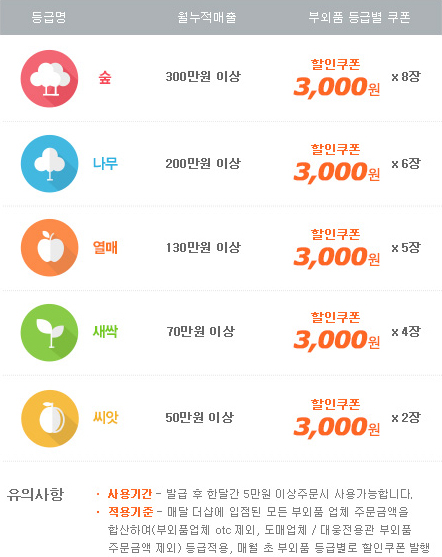 등급명 월누적매출 부외품 등급별 쿠폰
숲 300만원 이상 할인쿠폰 3,000원 x 8장
나무 200만원 이상 할인쿠폰 3,000원 x 6장
열매 130만원 이상 할인쿠폰 3,000원 x 5장
새싹 70만원 이상 할인쿠폰 3,000원 x 4장
씨앗 50만원 이상 할인쿠폰 3,000원 x 2장
유의사항
• 사용기간 - 발급 후 한달간 5만원 이상주문시 사용가능합니다.
• 적용기준 - 매달 더샵에 입점된 모든 부외품 업체 주문금액을
합산하여(부외품업체 otc 제외, 도매업체 / 대웅전용관 부외품
주문금액 제외) 등급적용, 매월 초 부외품 등급별로 할인쿠폰 발행